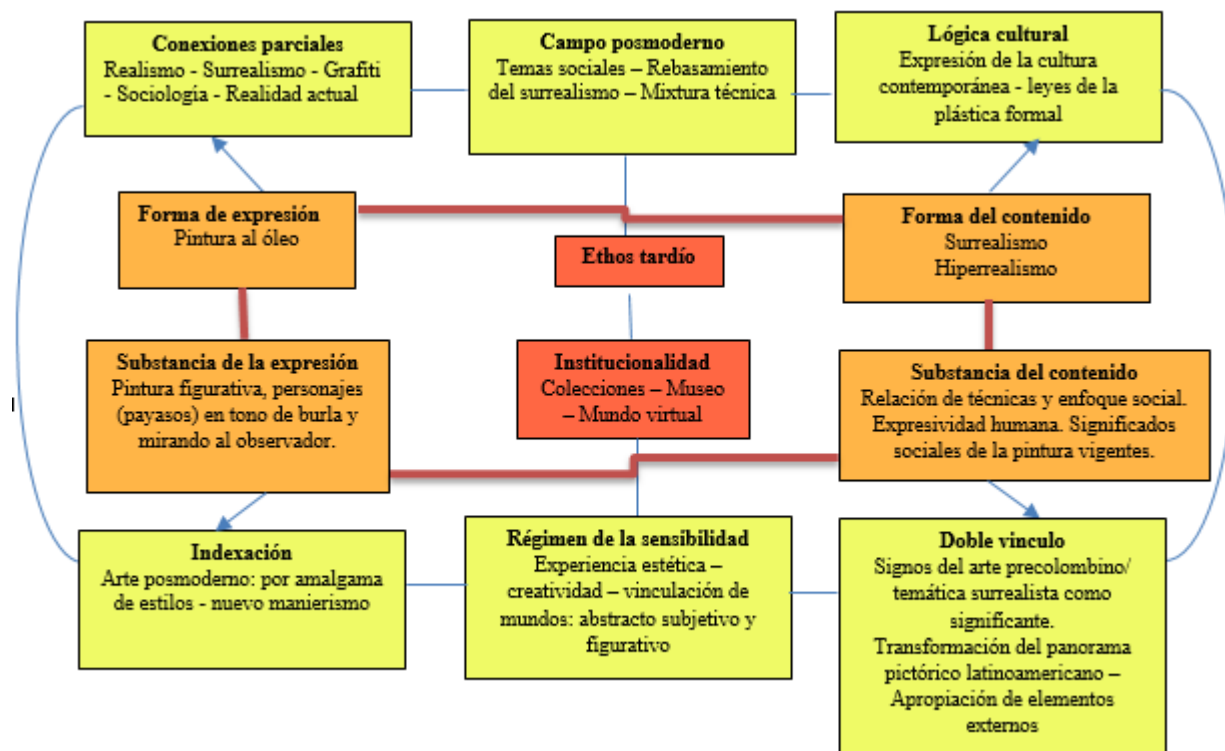 Conexiones parciales
Realismo - Surrealismo - Grafiti
- Sociología - Realidad actual
Campo posmoderno
Temas sociales – Rebasamiento
del surrealismo – Mixtura técnica
Lógica cultural
Expresión de la cultura
contemporánea - leyes de la
plástica formal
Forma de expresión
Pintura al óleo
Ethos tardío
Forma del contenido
Surrealismo
Hiperrealismo
Substancia de la expresión
Pintura figurativa, personajes
(payasos) en tono de burla y
mirando al observador.
Institucionalidad
Colecciones – Museo
– Mundo virtual
Substancia del contenido
Relación de técnicas y enfoque social.
Expresividad humana. Significados
sociales de la pintura vigentes.
Indexación
Arte posmoderno: por amalgama
de estilos - nuevo manierismo
Régimen de la sensibilidad
Experiencia estética –
creatividad – vinculación de
mundos: abstracto subjetivo y
figurativo
Doble vinculo
Signos del arte precolombino/
temática surrealista como
significante.
Transformación del panorama
pictórico latinoamericano –
Apropiación de elementos
externos